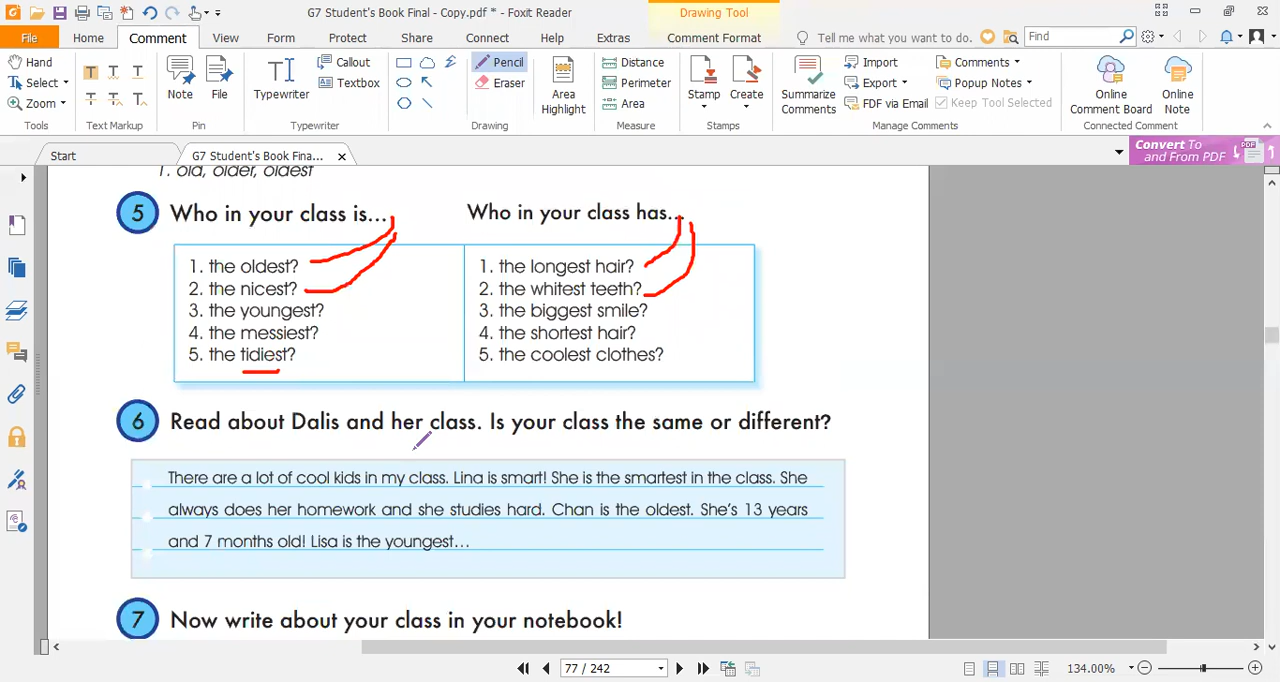 G7 Student's Book Final - Copy.pdf * - Foxit Reader
Drawing Tool
File Home Comment View Form Protect Share Connect Help Extras Comment Format Tell me what you want to do. Find
Hand
Select
Zoom
Tools
Text Markup
Note
File
Pin
Typewriter
Callout
Textbox
Typewriter
Pencil
Eraser
Drawing
Area
Highlight
Distance
Perimeter
Area
Measure
Stamp
Create
Stamps
Summarize
Comments
Import
Export
FDF via Email
Comments
Popup Notes
Keep Tool Selected
Manage Comments
Online
Comment Board
Online
Note
Connected Comment
Start
G7 Student's Book Fina...
Convert To
and From PDF
PDF
1. old, older, oldest
5 Who in your class is...
1. the oldest?
2. the nicest?
3. the youngest?
4. the messiest?
5. the tidiest?
Who in your class has...
1. the longest hair?
2. the whitest teeth?
3. the biggest smile?
4. the shortest hair?
5. the coolest clothes?
6 Read about Dalis and her class. Is your class the same or different?
There are a lot of cool kids in my class. Lina is smart! She is the smartest in the class. She
always does her homework and she studies hard. Chan is the oldest. She's 13 years
and 7 months old! Lisa is the youngest...
7 Now write about your class in your notebook!
77 / 242
134.00%